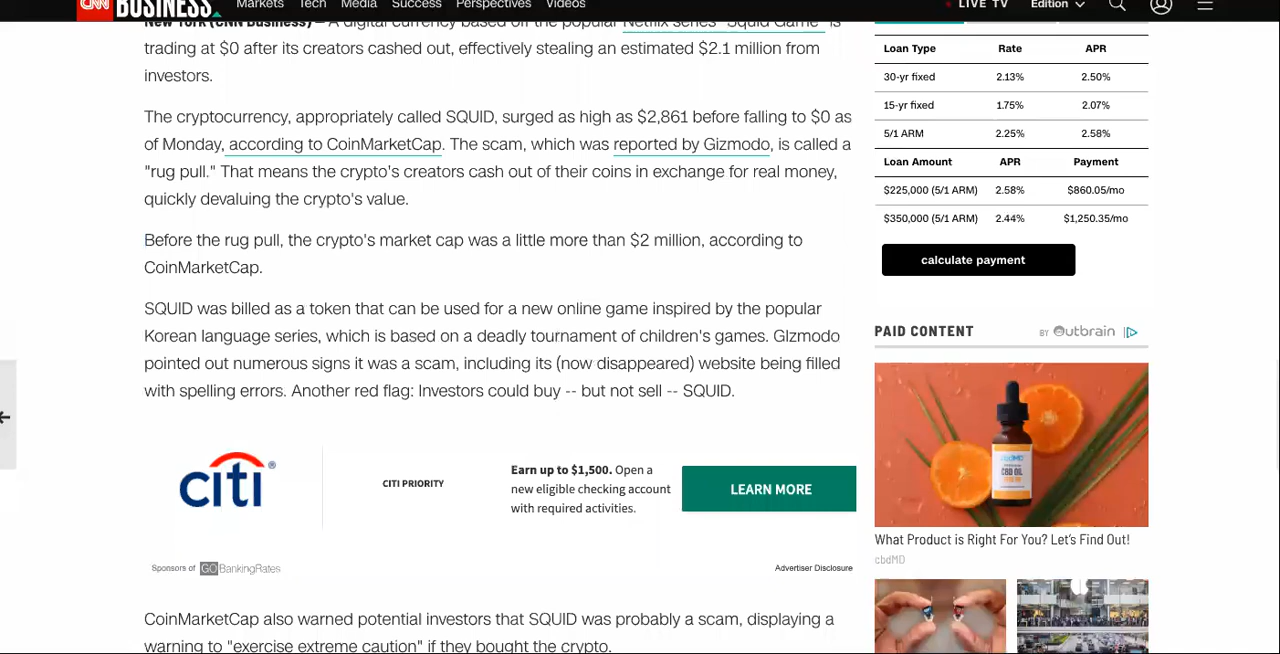 CNN BUSINESS Markets Tech Media Success Perspectives Videos LIVE TV Edition
New York (CNN Business) — A digital currency based off the popular Netflix series "Squid Game" is
trading at $0 after its creators cashed out, effectively stealing an estimated $2.1 million from
investors.
The cryptocurrency, appropriately called SQUID, surged as high as $2,861 before falling to $0 as
of Monday, according to CoinMarketCap. The scam, which was reported by Gizmodo, is called a
"rug pull." That means the crypto's creators cash out of their coins in exchange for real money,
quickly devaluing the crypto's value.
Before the rug pull, the crypto's market cap was a little more than $2 million, according to
CoinMarketCap.
SQUID was billed as a token that can be used for a new online game inspired by the popular
Korean language series, which is based on a deadly tournament of children's games. GIzmodo
pointed out numerous signs it was a scam, including its (now disappeared) website being filled
with spelling errors. Another red flag: Investors could buy -- but not sell -- SQUID.
citi®
CITI PRIORITY
Earn up to $1,500. Open a
new eligible checking account
with required activities.
LEARN MORE
Sponsors of GOBankingRates
Advertiser Disclosure
CoinMarketCap also warned potential investors that SQUID was probably a scam, displaying a
warning to "exercise extreme caution" if they bought the crypto.
Loan Type Rate APR
30-yr fixed 2.13% 2.50%
15-yr fixed 1.75% 2.07%
5/1 ARM 2.25% 2.58%
Loan Amount APR Payment
$225,000 (5/1 ARM) 2.58% $860.05/mo
$350,000 (5/1 ARM) 2.44% $1,250.35/mo
calculate payment
PAID CONTENT BY Outbrain
cbdMD
CBD OIL
What Product is Right For You? Let's Find Out!
cbdMD